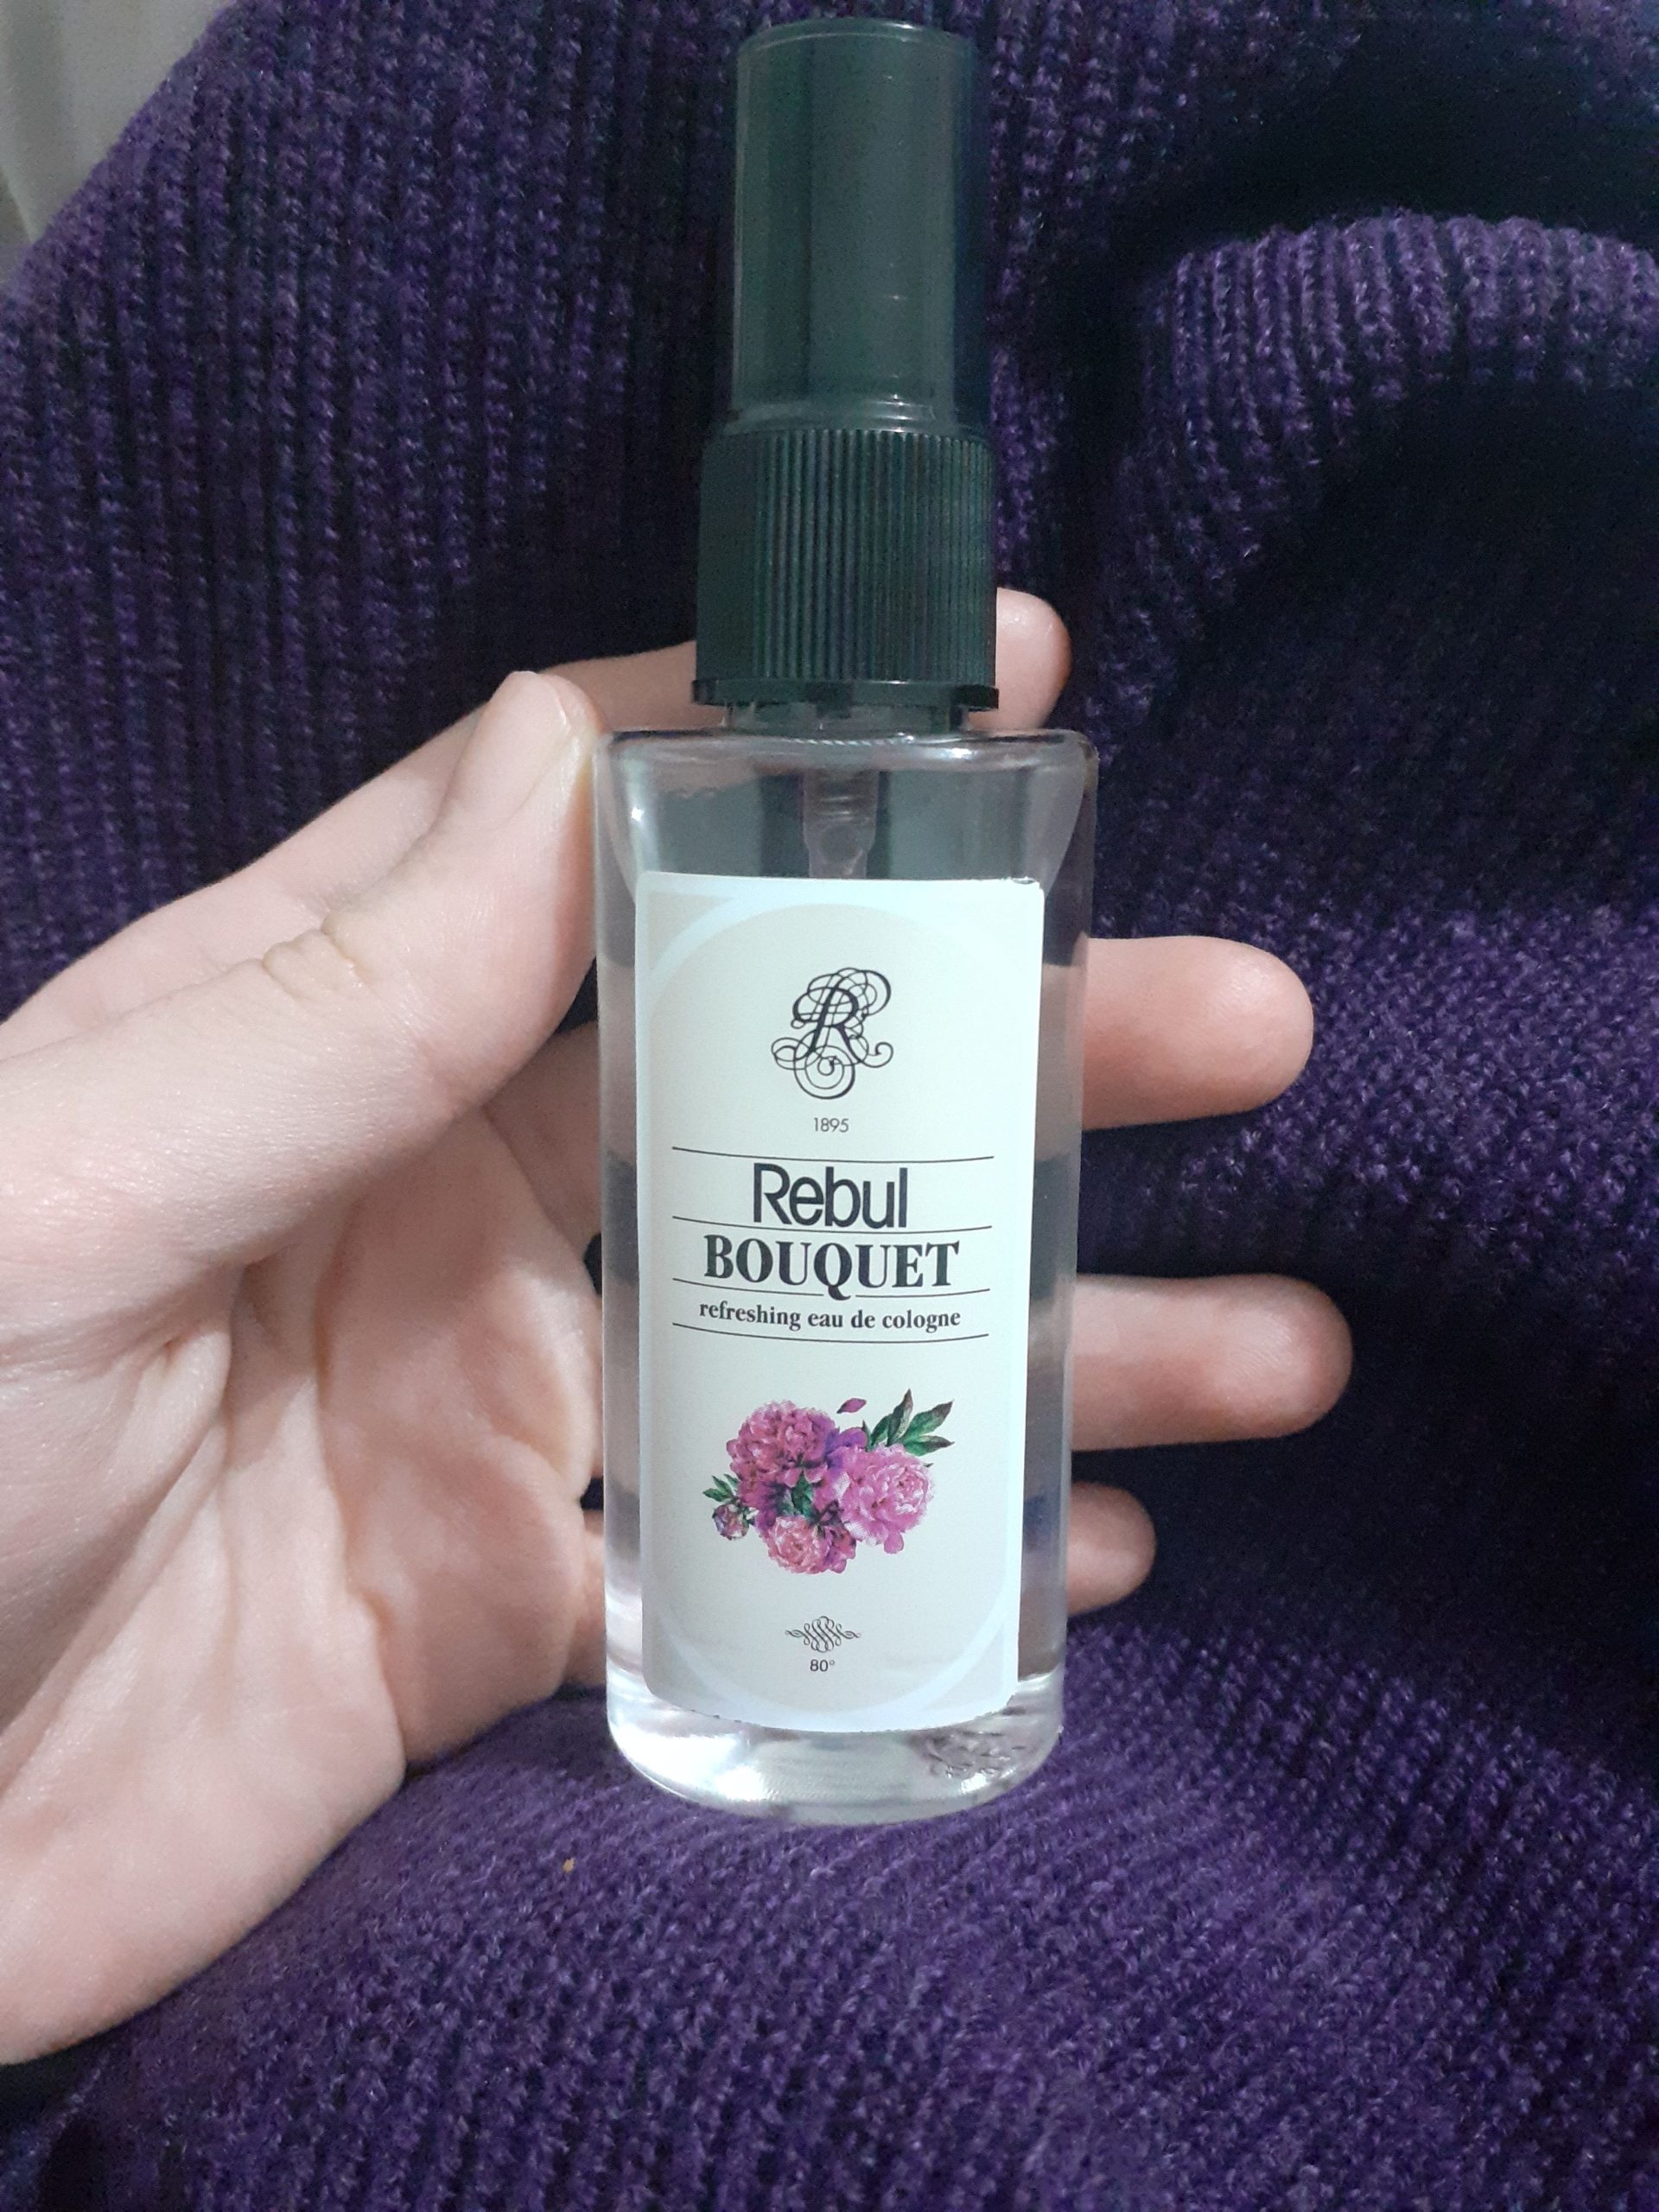 R
1895
Rebul
BOUQUET
refreshing eau de cologne
80°